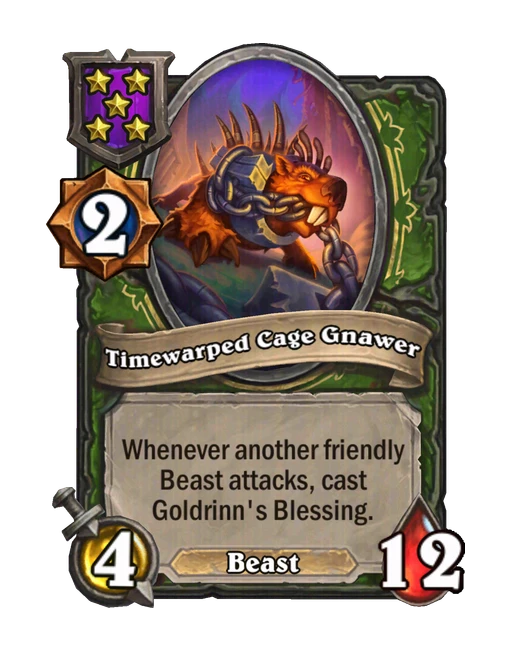 2
Timewarped Cage Gnawer
Whenever another friendly
Beast attacks, cast
Goldrinn's Blessing.
4
Beast
12